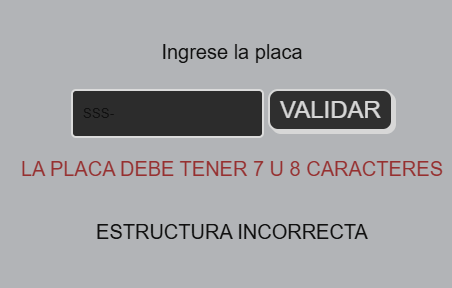 Ingrese la placa
SSS-
VALIDAR
LA PLACA DEBE TENER 7 U 8 CARACTERES
ESTRUCTURA INCORRECTA